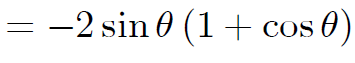 = −2 sin θ (1 + cos θ)